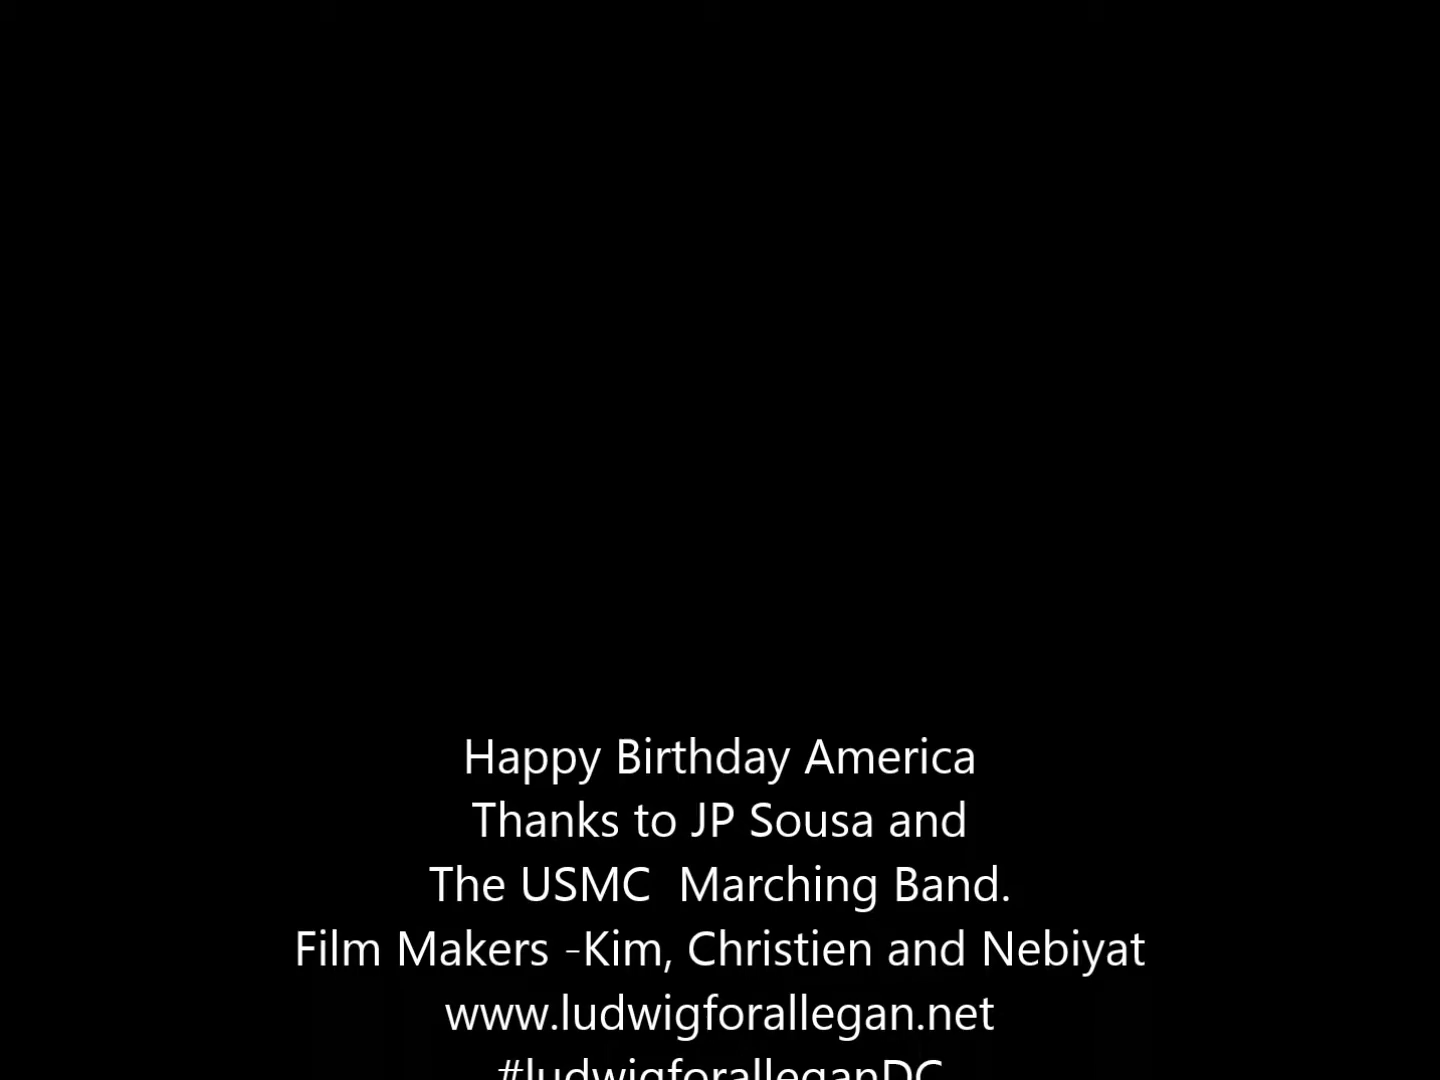 Happy Birthday America
Thanks to JP Sousa and
The USMC  Marching Band.
Film Makers -Kim, Christien and Nebiyat
www.ludwigforallegan.net
#ludwigforalleganDC